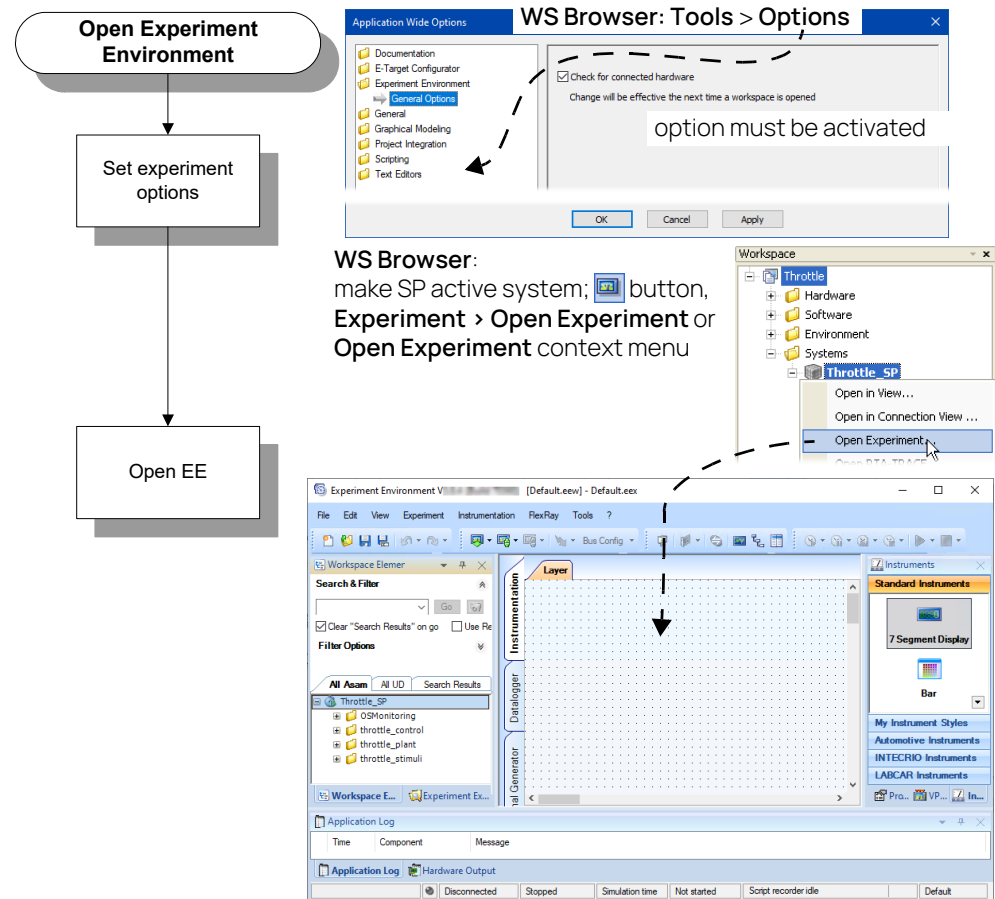 Open Experiment
Environment
Set experiment
options
Open EE
Application Wide Options
WS Browser: Tools > Options
Documentation
E-Target Configurator
Experiment Environment
General Options
General
Graphical Modeling
Project Integration
Scripting
Text Editors
Check for connected hardware
Change will be effective the next time a workspace is opened
option must be activated
OK Cancel Apply
WS Browser:
make SP active system; button,
Experiment > Open Experiment or
Open Experiment context menu
Workspace
Throttle
Hardware
Software
Environment
Systems
Throttle_SP
Open in View...
Open in Connection View ...
Open Experiment...
Open RTA-TRACE
Experiment Environment V [Default.eew] - Default.eex
File Edit View Experiment Instrumentation FlexRay Tools ?
Bus Config
Workspace Elemer
Search & Filter
Go
Clear "Search Results" on go Use Re
Filter Options
All Asam All UD Search Results
Throttle_SP
OSMonitoring
throttle_control
throttle_plant
throttle_stimuli
Workspace E... Experiment Ex...
Layer
Instrumentation
Datalogger
nal Generator
Instruments
Standard Instruments
7 Segment Display
Bar
My Instrument Styles
Automotive Instruments
INTECRIO Instruments
LABCAR Instruments
Pro... VP... In...
Application Log
Time Component Message
Application Log Hardware Output
Disconnected Stopped Simulation time Not started Script recorder idle Default